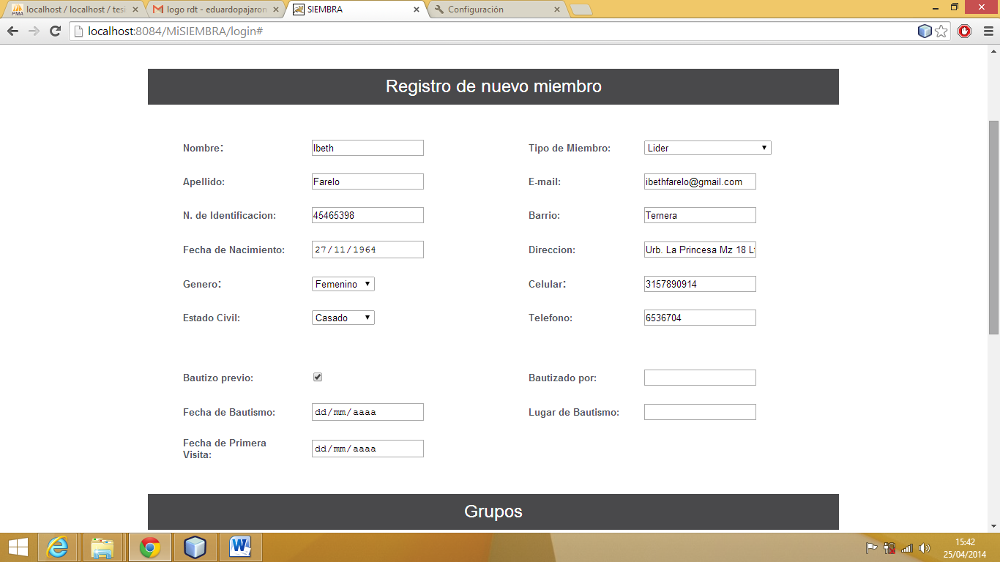 localhost / localhost / tesi
logo rdt - eduardopajarom
SIEMBRA
Configuración
localhost:8084/MiSIEMBRA/login#
Registro de nuevo miembro
Nombre: Ibeth Tipo de Miembro: Lider
Apellido: Farelo E-mail: ibethfarelo@gmail.com
N. de Identificacion: 45465398 Barrio: Ternera
Fecha de Nacimiento: 27/11/1964 Direccion: Urb. La Princesa Mz 18 L
Genero: Femenino Celular: 3157890914
Estado Civil: Casado Telefono: 6536704
Bautizo previo: Bautizado por:
Fecha de Bautismo: dd/mm/aaaa Lugar de Bautismo:
Fecha de Primera
Visita: dd/mm/aaaa
Grupos
15:42
25/04/2014